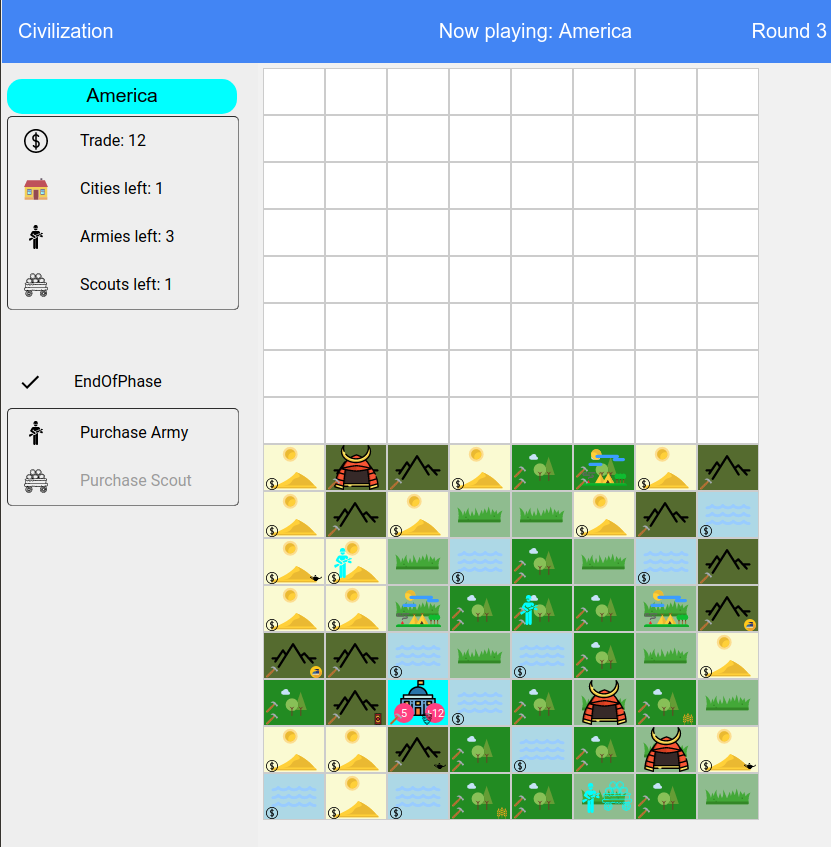 Civilization
Now playing: America
Round 3
America
Trade: 12
Cities left: 1
Armies left: 3
Scouts left: 1
EndOfPhase
Purchase Army
Purchase Scout
5
+12